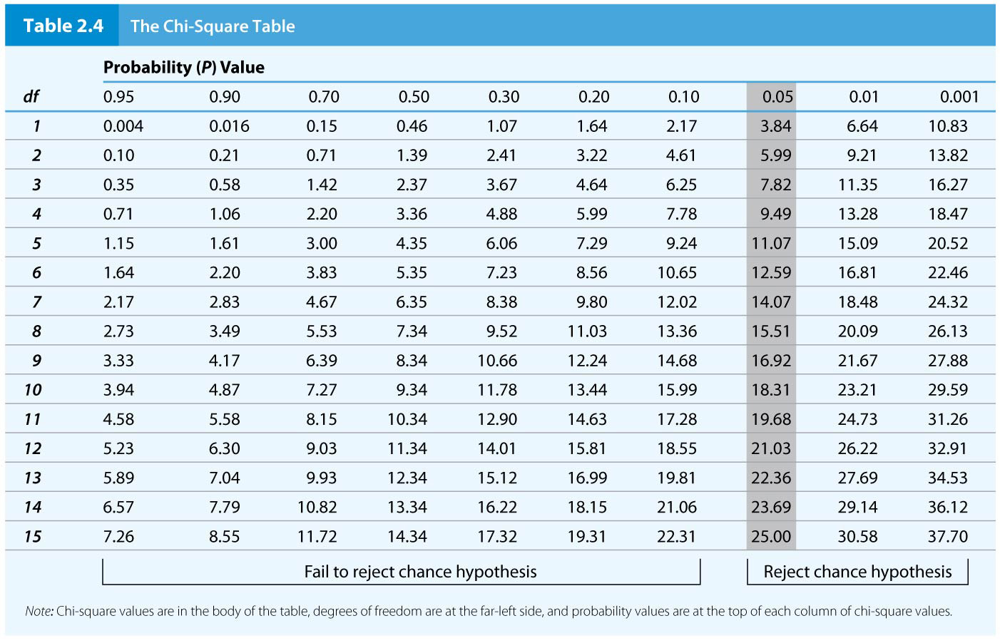 Table 2.4 The Chi-Square Table
Probability (P) Value
df 0.95 0.90 0.70 0.50 0.30 0.20 0.10 0.05 0.01 0.001
1 0.004 0.016 0.15 0.46 1.07 1.64 2.17 3.84 6.64 10.83
2 0.10 0.21 0.71 1.39 2.41 3.22 4.61 5.99 9.21 13.82
3 0.35 0.58 1.42 2.37 3.67 4.64 6.25 7.82 11.35 16.27
4 0.71 1.06 2.20 3.36 4.88 5.99 7.78 9.49 13.28 18.47
5 1.15 1.61 3.00 4.35 6.06 7.29 9.24 11.07 15.09 20.52
6 1.64 2.20 3.83 5.35 7.23 8.56 10.65 12.59 16.81 22.46
7 2.17 2.83 4.67 6.35 8.38 9.80 12.02 14.07 18.48 24.32
8 2.73 3.49 5.53 7.34 9.52 11.03 13.36 15.51 20.09 26.13
9 3.33 4.17 6.39 8.34 10.66 12.24 14.68 16.92 21.67 27.88
10 3.94 4.87 7.27 9.34 11.78 13.44 15.99 18.31 23.21 29.59
11 4.58 5.58 8.15 10.34 12.90 14.63 17.28 19.68 24.73 31.26
12 5.23 6.30 9.03 11.34 14.01 15.81 18.55 21.03 26.22 32.91
13 5.89 7.04 9.93 12.34 15.12 16.99 19.81 22.36 27.69 34.53
14 6.57 7.79 10.82 13.34 16.22 18.15 21.06 23.69 29.14 36.12
15 7.26 8.55 11.72 14.34 17.32 19.31 22.31 25.00 30.58 37.70
Fail to reject chance hypothesis Reject chance hypothesis
Note: Chi-square values are in the body of the table, degrees of freedom are at the far-left side, and probability values are at the top of each column of chi-square values.